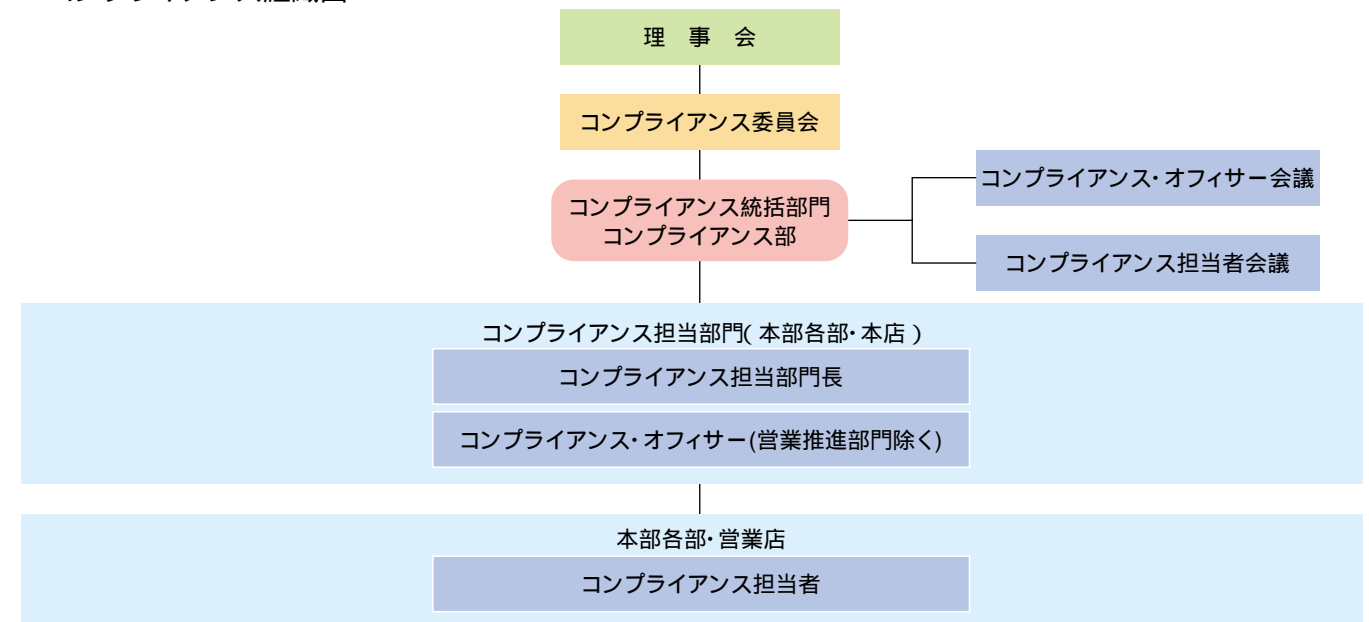 理 事 会
コンプライアンス委員会
コンプライアンス統括部門
コンプライアンス部
コンプライアンス・オフィサー会議
コンプライアンス担当者会議
コンプライアンス担当部門(本部各部・本店)
コンプライアンス担当部門長
コンプライアンス・オフィサー(営業推進部門除く)
本部各部・営業店
コンプライアンス担当者